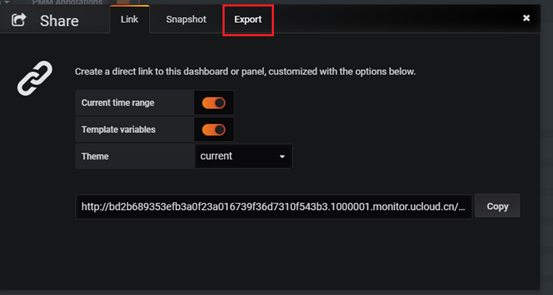 PMM Annotations
Share
Link
Snapshot
Export
Create a direct link to this dashboard or panel, customized with the options below.
Current time range
Template variables
Theme
current
http://bd2b689353efb3a0f23a016739f36d7310f543b3.1000001.monitor.ucloud.cn/...
Copy